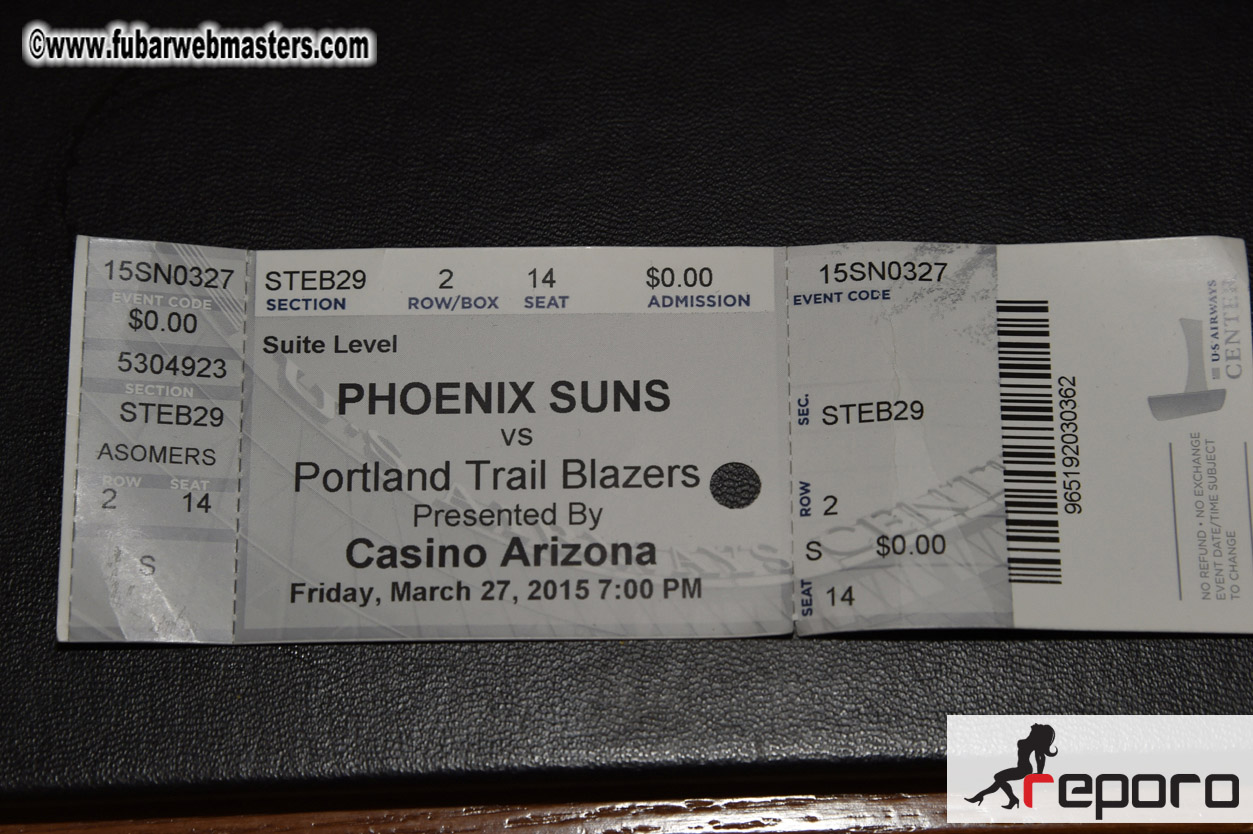 ©www.fubarwebmasters.com
15SN0327
EVENT CODE
$0.00
5304923
SECTION
STEB29
ASOMERS
ROW SEAT
2 14
S
STEB29 2 14 $0.00
SECTION ROW/BOX SEAT ADMISSION
Suite Level
PHOENIX SUNS
VS
Portland Trail Blazers
Presented By
Casino Arizona
Friday, March 27, 2015 7:00 PM
15SN0327
EVENT CODE
SEC. STEB29
ROW 2
S $0.00
SEAT 14
965192030362
US AIRWAYS
CENTER
NO REFUND • NO EXCHANGE
EVENT DATE/TIME SUBJECT
TO CHANGE
reporo